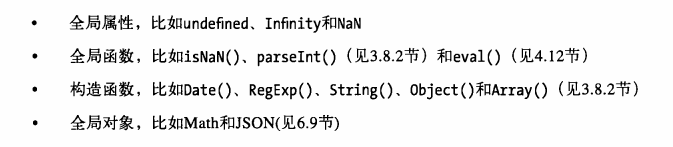 • 全局属性，比如undefined、Infinity和NaN
• 全局函数，比如isNaN()、parseInt()（见3.8.2节）和eval()（见4.12节）
• 构造函数，比如Date()、RegExp()、String()、Object()和Array()（见3.8.2节）
• 全局对象，比如Math和JSON(见6.9节)